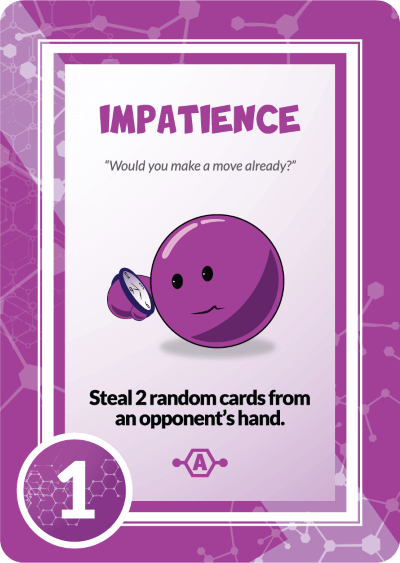 IMPATIENCE
“Would you make a move already?”
Steal 2 random cards from
an opponent’s hand.
A
1